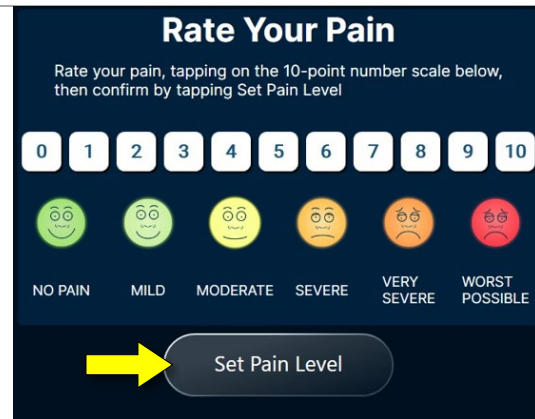 Rate Your Pain
Rate your pain, tapping on the 10-point number scale below,
then confirm by tapping Set Pain Level
0 1 2 3 4 5 6 7 8 9 10
NO PAIN MILD MODERATE SEVERE VERY SEVERE WORST POSSIBLE
Set Pain Level